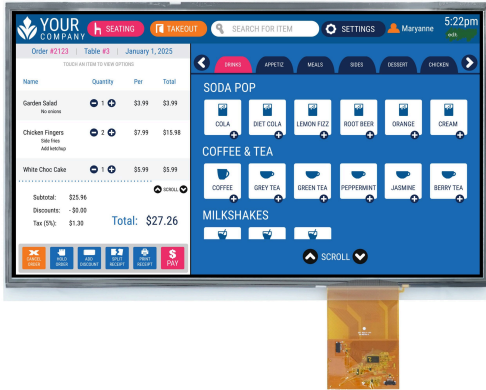 YOUR COMPANY
SEATING
TAKEOUT
SEARCH FOR ITEM
SETTINGS
Maryanne
5:22pm
edt
Order #2123 | Table #3 | January 1, 2025
TOUCH AN ITEM TO VIEW OPTIONS
Name Quantity Per Total
Garden Salad 1 $3.99 $3.99
No onions
Chicken Fingers 2 $7.99 $15.98
Side fries
Add ketchup
White Choc Cake 1 $5.99 $5.99
SCROLL
Subtotal: $25.96
Discounts: - $0.00
Tax (5%): $1.30
Total: $27.26
CANCEL ORDER
HOLD ORDER
ADD DISCOUNT
SPLIT RECEIPT
PRINT RECEIPT
$ PAY
DRINKS APPETIZ MEALS SIDES DESSERT CHICKEN
SODA POP
COLA DIET COLA LEMON FIZZ ROOT BEER ORANGE CREAM
COFFEE & TEA
COFFEE GREY TEA GREEN TEA PEPPERMINT JASMINE BERRY TEA
MILKSHAKES
SCROLL